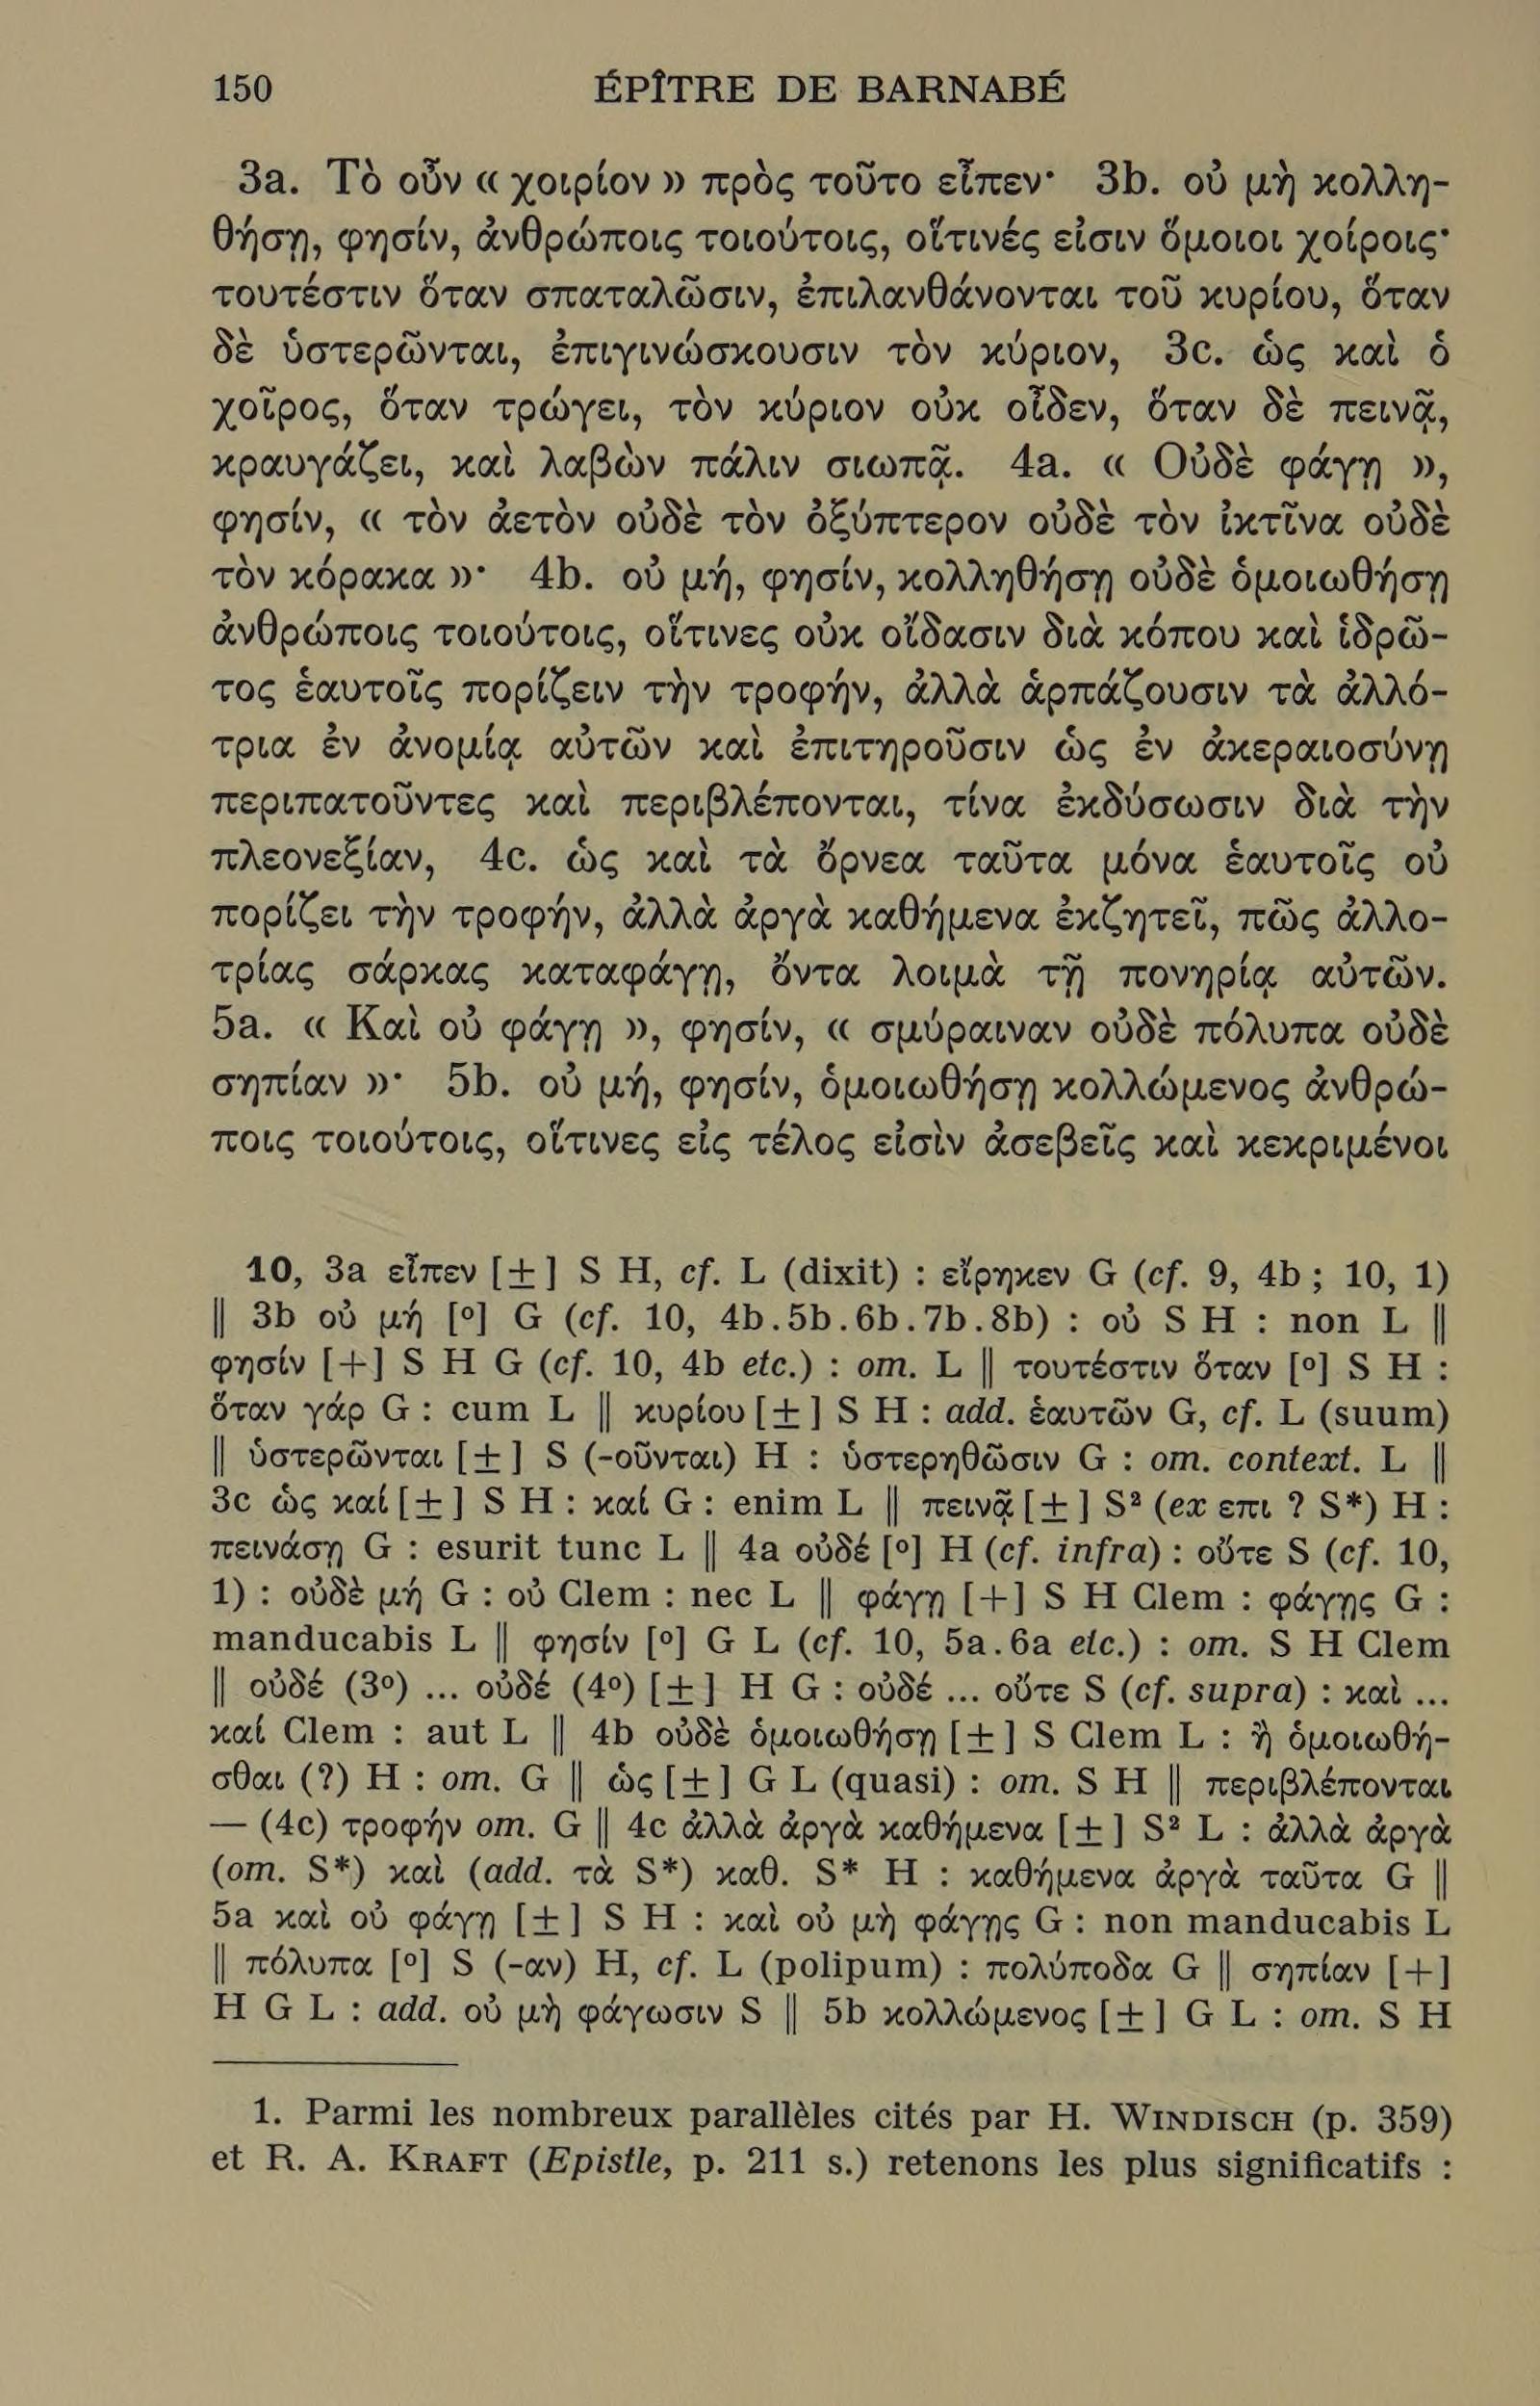 150 ÉPÎTRE DE BARNABÉ
3a. Τὸ οὖν « χοιρίον » πρὸς τοῦτο εἶπεν· 3b. οὐ μὴ κολλη-
θήσῃ, φησίν, ἀνθρώποις τοιούτοις, οἵτινές εἰσιν ὅμοιοι χοίροις·
τουτέστιν ὅταν σπαταλῶσιν, ἐπιλανθάνονται τοῦ κυρίου, ὅταν
δὲ ὑστερῶνται, ἐπιγινώσκουσιν τὸν κύριον, 3c. ὡς καὶ ὁ
χοῖρος, ὅταν τρώγει, τὸν κύριον οὐκ οἶδεν, ὅταν δὲ πεινᾷ,
κραυγάζει, καὶ λαβὼν πάλιν σιωπᾷ. 4a. « Οὐδὲ φάγῃ »,
φησίν, « τὸν ἀετὸν οὐδὲ τὸν ὀξύπτερον οὐδὲ τὸν ἰκτῖνα οὐδὲ
τὸν κόρακα »· 4b. οὐ μή, φησίν, κολληθήσῃ οὐδὲ ὁμοιωθήσῃ
ἀνθρώποις τοιούτοις, οἵτινες οὐκ οἴδασιν διὰ κόπου καὶ ἱδρῶ-
τος ἑαυτοῖς πορίζειν τὴν τροφήν, ἀλλὰ ἁρπάζουσιν τὰ ἀλλό-
τρια ἐν ἀνομίᾳ αὐτῶν καὶ ἐπιτηροῦσιν ὡς ἐν ἀκεραιοσύνῃ
περιπατοῦντες καὶ περιβλέπονται, τίνα ἐκδύσωσιν διὰ τὴν
πλεονεξίαν, 4c. ὡς καὶ τὰ ὄρνεα ταῦτα μόνα ἑαυτοῖς οὐ
πορίζει τὴν τροφήν, ἀλλὰ ἀργὰ καθήμενα ἐκζητεῖ, πῶς ἀλλο-
τρίας σάρκας καταφάγῃ, ὄντα λοιμὰ τῇ πονηρίᾳ αὐτῶν.
5a. « Καὶ οὐ φάγῃ », φησίν, « σμύραιναν οὐδὲ πόλυπα οὐδὲ
σηπίαν »· 5b. οὐ μή, φησίν, ὁμοιωθήσῃ κολλώμενος ἀνθρώ-
ποις τοιούτοις, οἵτινες εἰς τέλος εἰσὶν ἀσεβεῖς καὶ κεκριμένοι
10, 3a εἶπεν [±] S H, cf. L (dixit) : εἴρηκεν G (cf. 9, 4b ; 10, 1)
|| 3b οὐ μή [º] G (cf. 10, 4b.5b.6b.7b.8b) : οὐ S H : non L ||
φησίν [+] S H G (cf. 10, 4b etc.) : om. L || τουτέστιν ὅταν [º] S H :
ὅταν γάρ G : cum L || κυρίου [±] S H : add. ἑαυτῶν G, cf. L (suum)
|| ὑστερῶνται [±] S (-οῦνται) H : ὑστερηθῶσιν G : om. context. L ||
3c ὡς καί [±] S H : καί G : enim L || πεινᾷ [±] S² (ex επι ? S*) H :
πεινάσῃ G : esurit tunc L || 4a οὐδέ [º] H (cf. infra) : οὔτε S (cf. 10,
1) : οὐδὲ μή G : οὐ Clem : nec L || φάγῃ [+] S H Clem : φάγῃς G :
manducabis L || φησίν [º] G L (cf. 10, 5a.6a etc.) : om. S H Clem
|| οὐδέ (3º) ... οὐδέ (4º) [±] H G : οὐδέ ... οὔτε S (cf. supra) : καὶ ...
καί Clem : aut L || 4b οὐδὲ ὁμοιωθήσῃ [±] S Clem L : ἢ ὁμοιωθή-
σθαι (?) H : om. G || ὡς [±] G L (quasi) : om. S H || περιβλέπονται
— (4c) τροφήν om. G || 4c ἀλλὰ ἀργὰ καθήμενα [±] S² L : ἀλλὰ ἀργὰ
(om. S*) καὶ (add. τὰ S*) καθ. S* H : καθήμενα ἀργὰ ταῦτα G ||
5a καὶ οὐ φάγῃ [±] S H : καὶ οὐ μὴ φάγῃς G : non manducabis L
|| πόλυπα [º] S (-αν) H, cf. L (polipum) : πολύποδα G || σηπίαν [+]
H G L : add. οὐ μὴ φάγωσιν S || 5b κολλώμενος [±] G L : om. S H
1. Parmi les nombreux parallèles cités par H. WINDISCH (p. 359)
et R. A. KRAFT (Epistle, p. 211 s.) retenons les plus significatifs :